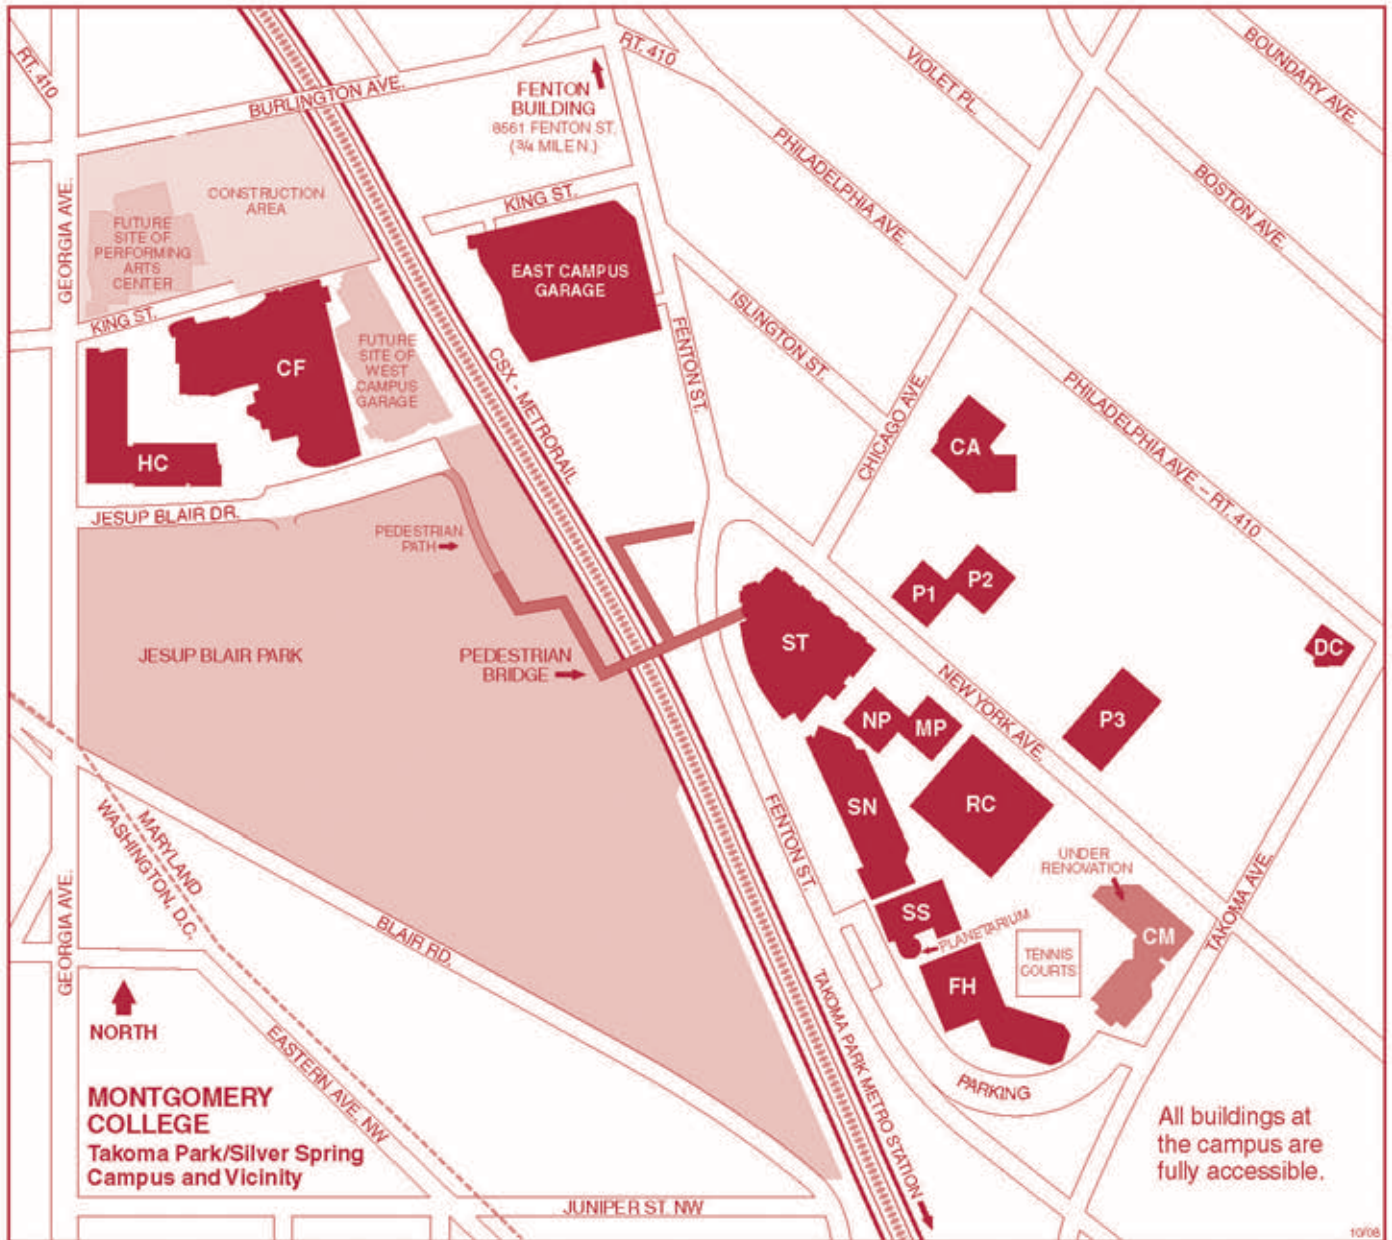 RT. 410
BURLINGTON AVE.
RT. 410
VIOLET PL.
BOUNDARY AVE.
FENTON
BUILDING
8561 FENTON ST.
(3/4 MILE N.)
PHILADELPHIA AVE.
BOSTON AVE.
GEORGIA AVE.
CONSTRUCTION
AREA
FUTURE
SITE OF
PERFORMING
ARTS
CENTER
KING ST.
EAST CAMPUS
GARAGE
KING ST.
ISLINGTON ST.
FENTON ST.
CF
FUTURE
SITE OF
WEST
CAMPUS
GARAGE
CSX - METRORAIL
CHICAGO AVE.
PHILADELPHIA AVE. – RT. 410
CA
HC
JESUP BLAIR DR.
PEDESTRIAN
PATH
P1
P2
JESUP BLAIR PARK
PEDESTRIAN
BRIDGE
ST
DC
NEW YORK AVE.
NP
MP
P3
SN
RC
FENTON ST.
MARYLAND
WASHINGTON, D.C.
UNDER
RENOVATION
TAKOMA AVE.
GEORGIA AVE.
BLAIR RD.
SS
PLANETARIUM
CM
TENNIS
COURTS
FH
NORTH
EASTERN AVE. NW
TAKOMA PARK METRO STATION
PARKING
MONTGOMERY
COLLEGE
Takoma Park/Silver Spring
Campus and Vicinity
All buildings at
the campus are
fully accessible.
JUNIPER ST. NW
10/08